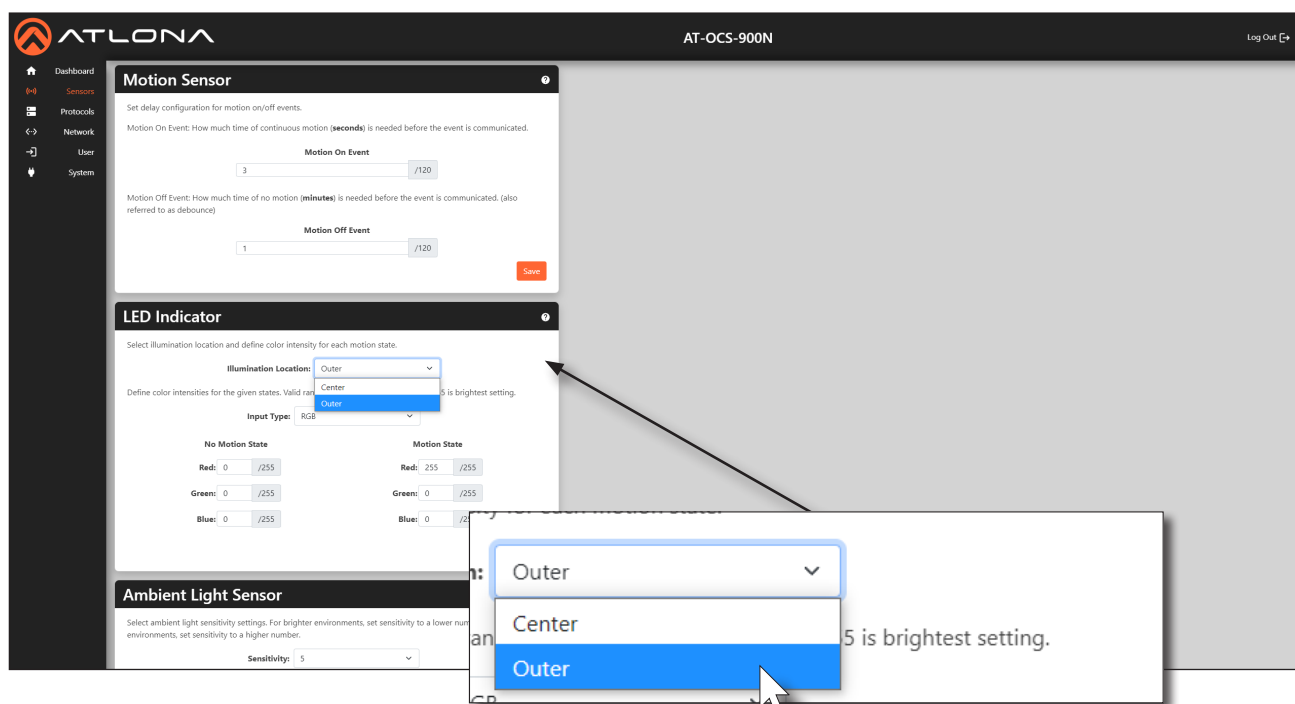 ATLONA
AT-OCS-900N
Log Out
Dashboard
Sensors
Protocols
Network
User
System
Motion Sensor
Set delay configuration for motion on/off events.
Motion On Event: How much time of continuous motion (seconds) is needed before the event is communicated.
Motion On Event
3 /120
Motion Off Event: How much time of no motion (minutes) is needed before the event is communicated. (also
referred to as debounce)
Motion Off Event
1 /120
Save
LED Indicator
Select illumination location and define color intensity for each motion state.
Illumination Location: Outer
Center
Outer
Define color intensities for the given states. Valid 5 is brightest setting.
Input Type: RGB
No Motion State Motion State
Red: 0 /255 Red: 255 /255
Green: 0 /255 Green: 0 /255
Blue: 0 /255 Blue: 0
Ambient Light Sensor
Select ambient light sensitivity settings. For brighter environments, set sensitivity to a lower
environments, set sensitivity to a higher number.
Sensitivity: 5
for each motion state.
Outer
Center
Outer
5 is brightest setting.